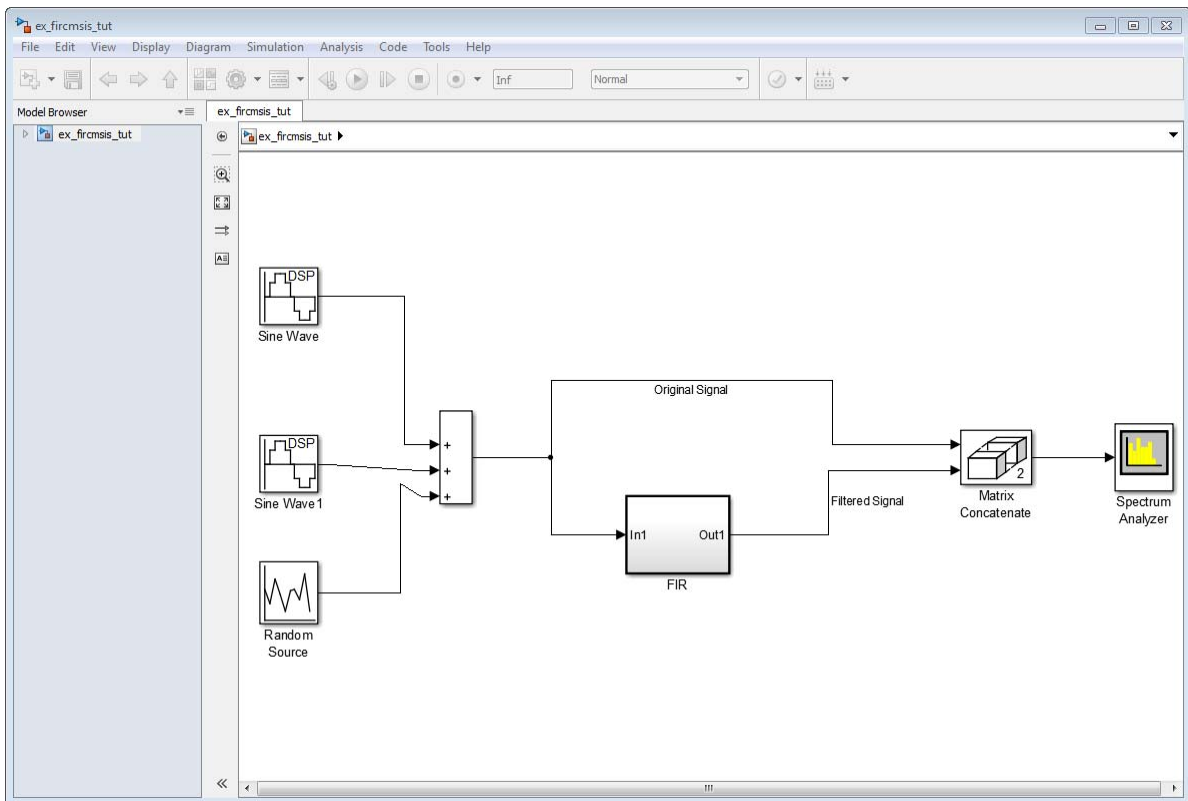 ex_fircmsis_tut
File Edit View Display Diagram Simulation Analysis Code Tools Help
Inf Normal
Model Browser ex_fircmsis_tut
ex_fircmsis_tut ex_fircmsis_tut
DSP
Sine Wave
Original Signal
DSP
Sine Wave1
+
+
+
2
Matrix
Concatenate
Spectrum
Analyzer
Filtered Signal
In1 Out1
FIR
Random
Source